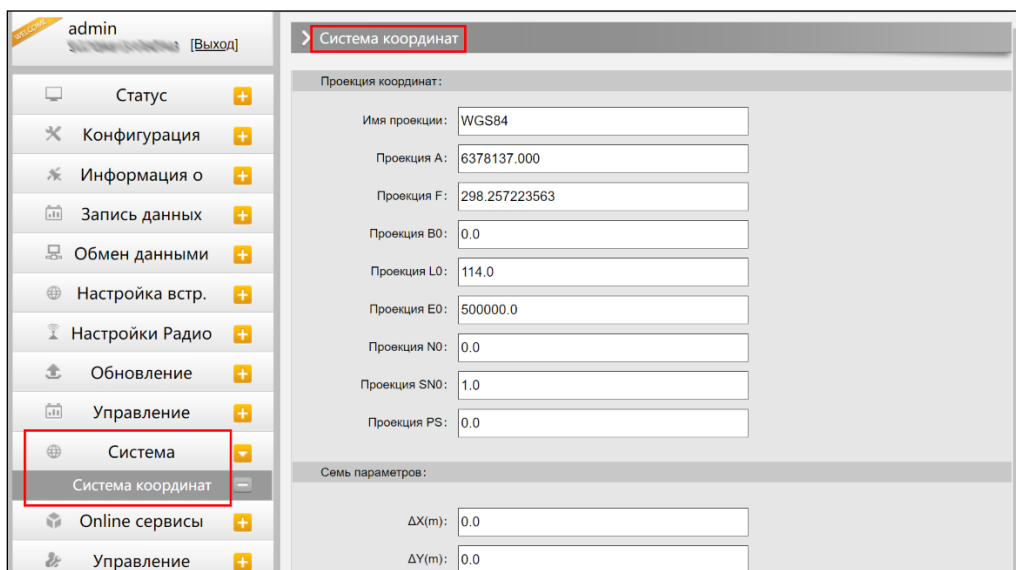 WELCOME
admin
[Выход]
Статус
Конфигурация
Информация о
Запись данных
Обмен данными
Настройка встр.
Настройки Радио
Обновление
Управление
Система
Система координат
Online сервисы
Управление
Система координат
Проекция координат:
Имя проекции: WGS84
Проекция A: 6378137.000
Проекция F: 298.257223563
Проекция B0: 0.0
Проекция L0: 114.0
Проекция E0: 500000.0
Проекция N0: 0.0
Проекция SN0: 1.0
Проекция PS: 0.0
Семь параметров:
ΔX(m): 0.0
ΔY(m): 0.0